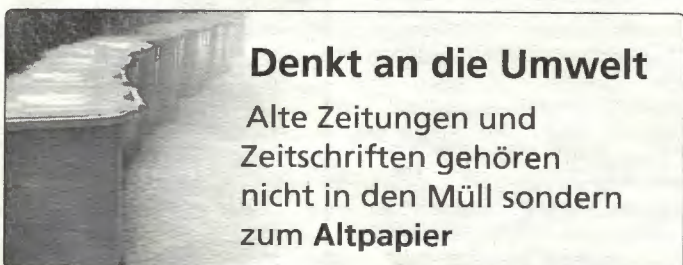 Denkt an die Umwelt
Alte Zeitungen und
Zeitschriften gehören
nicht in den Müll sondern
zum Altpapier